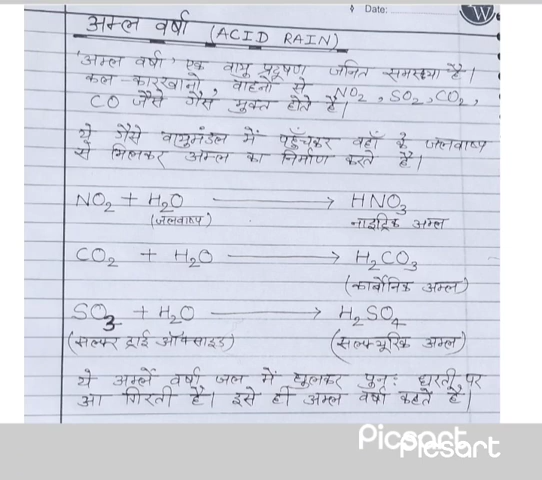 Date:
W
अम्ल वर्षा (ACID RAIN)
'अम्ल वर्षा' एक वायु प्रदूषण जनित समस्या है।
कल-कारखानो, वाहनो से NO₂, SO₂, CO₂,
CO जैसे गैस मुक्त होते हैं।
ये गैसे वायुमंडल में पहुँचकर वहाँ के जलवाष्प
से मिलकर अम्ल का निर्माण करते हैं।
NO₂ + H₂O ⟶ HNO₃
(जलवाष्प) नाइट्रिक अम्ल
CO₂ + H₂O ⟶ H₂CO₃
(कार्बोनिक अम्ल)
SO₃ + H₂O ⟶ H₂SO₄
(सल्फर ट्राई ऑक्साइड) (सल्फ्यूरिक अम्ल)
ये अम्लें वर्षा जल में घुलकर पुनः धरती पर
आ गिरती है। इसे ही अम्ल वर्षा कहते है।
Picsart
Picsart